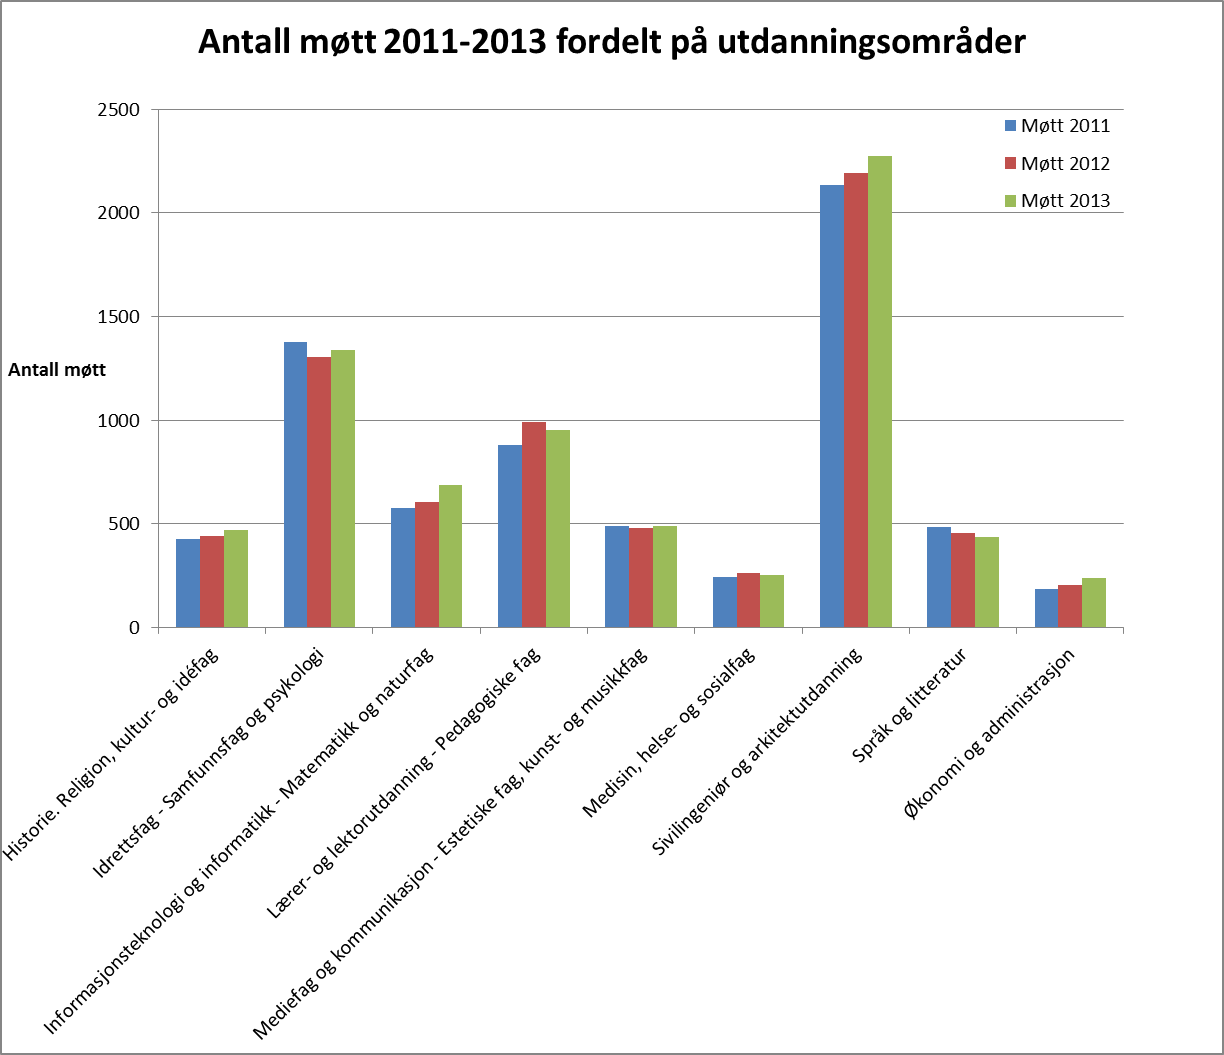 Antall møtt 2011-2013 fordelt på utdanningsområder
2500
2000
1500
1000
500
0
Antall møtt
Møtt 2011
Møtt 2012
Møtt 2013
Historie. Religion, kultur- og idéfag
Idrettsfag - Samfunnsfag og psykologi
Informasjonsteknologi og informatikk - Matematikk og naturfag
Lærer- og lektorutdanning - Pedagogiske fag
Mediefag og kommunikasjon - Estetiske fag, kunst- og musikkfag
Medisin, helse- og sosialfag
Sivilingeniør og arkitektutdanning
Språk og litteratur
Økonomi og administrasjon